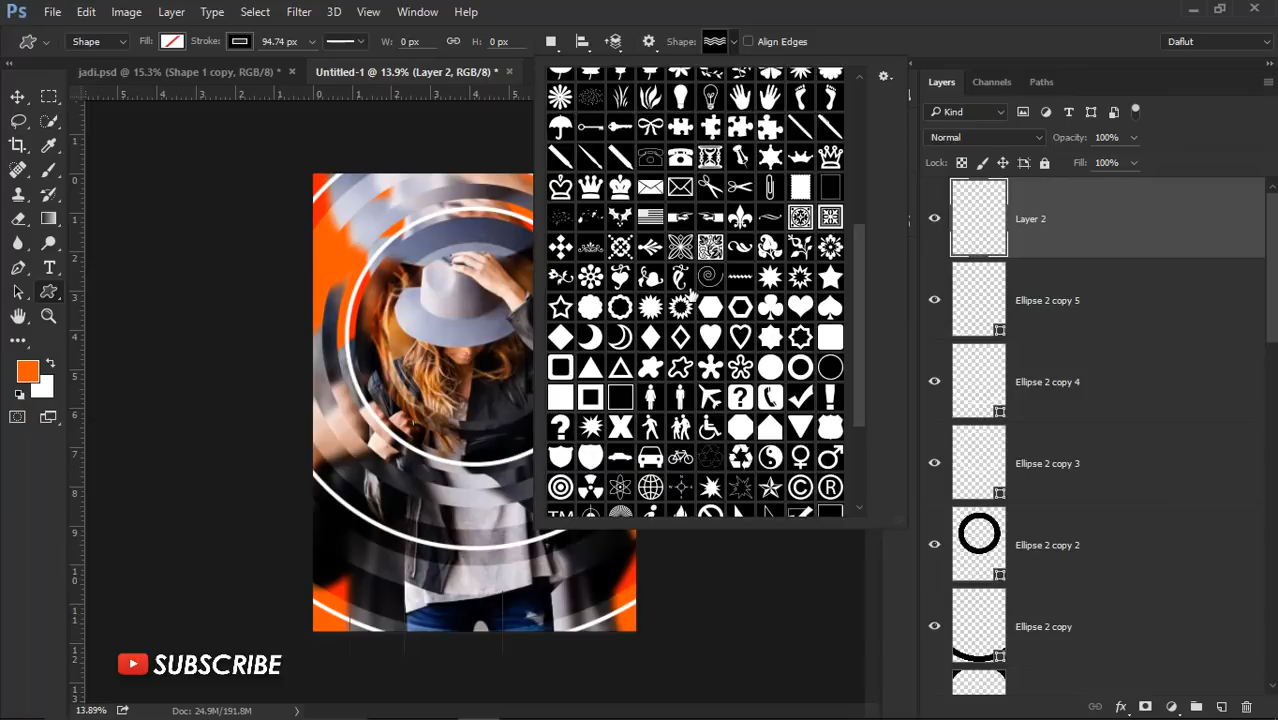 Ps File Edit Image Layer Type Select Filter 3D View Window Help
Shape Fill: Stroke: 94.74 px W: 0 px H: 0 px Shape: Align Edges Daflut
jadi.psd @ 15.3% (Shape 1 copy, RGB/8) * × Untitled-1 @ 13.9% (Layer 2, RGB/8) * ×
Layers Channels Paths
Kind
Normal Opacity: 100%
Lock: Fill: 100%
Layer 2
Ellipse 2 copy 5
Ellipse 2 copy 4
Ellipse 2 copy 3
Ellipse 2 copy 2
Ellipse 2 copy
SUBSCRIBE
13.89% Doc: 24.9M/191.8M